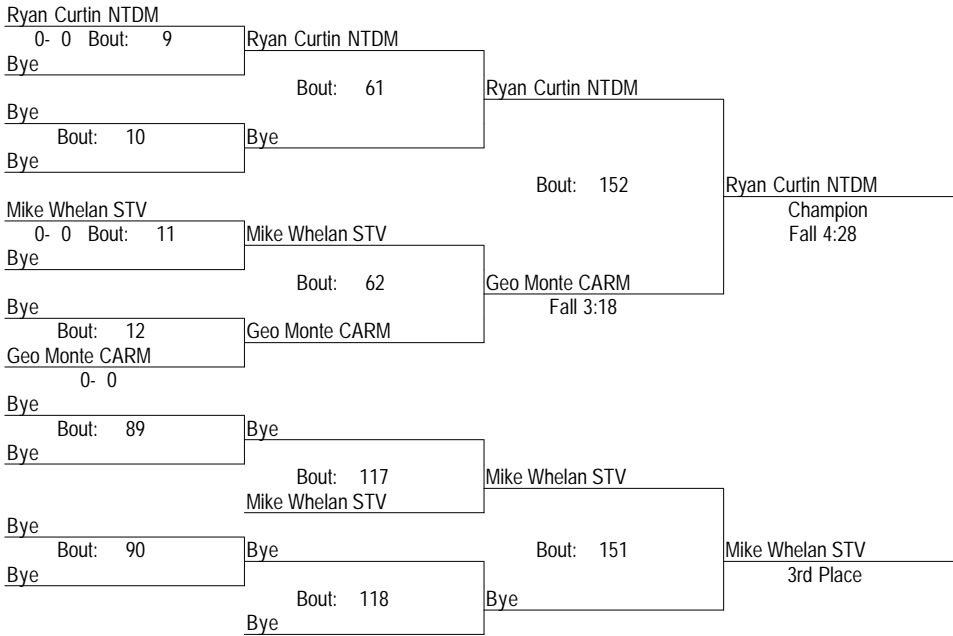 Ryan Curtin NTDM
0- 0 Bout: 9
Ryan Curtin NTDM
Bye
Bout: 61
Ryan Curtin NTDM
Bye
Bout: 10
Bye
Bye
Bout: 152
Ryan Curtin NTDM
Mike Whelan STV
Champion
0- 0 Bout: 11
Mike Whelan STV
Fall 4:28
Bye
Bout: 62
Geo Monte CARM
Bye
Fall 3:18
Bout: 12
Geo Monte CARM
Geo Monte CARM
0- 0
Bye
Bout: 89
Bye
Bye
Bout: 117
Mike Whelan STV
Mike Whelan STV
Bye
Bout: 90
Bye
Bout: 151
Mike Whelan STV
Bye
3rd Place
Bout: 118
Bye
Bye